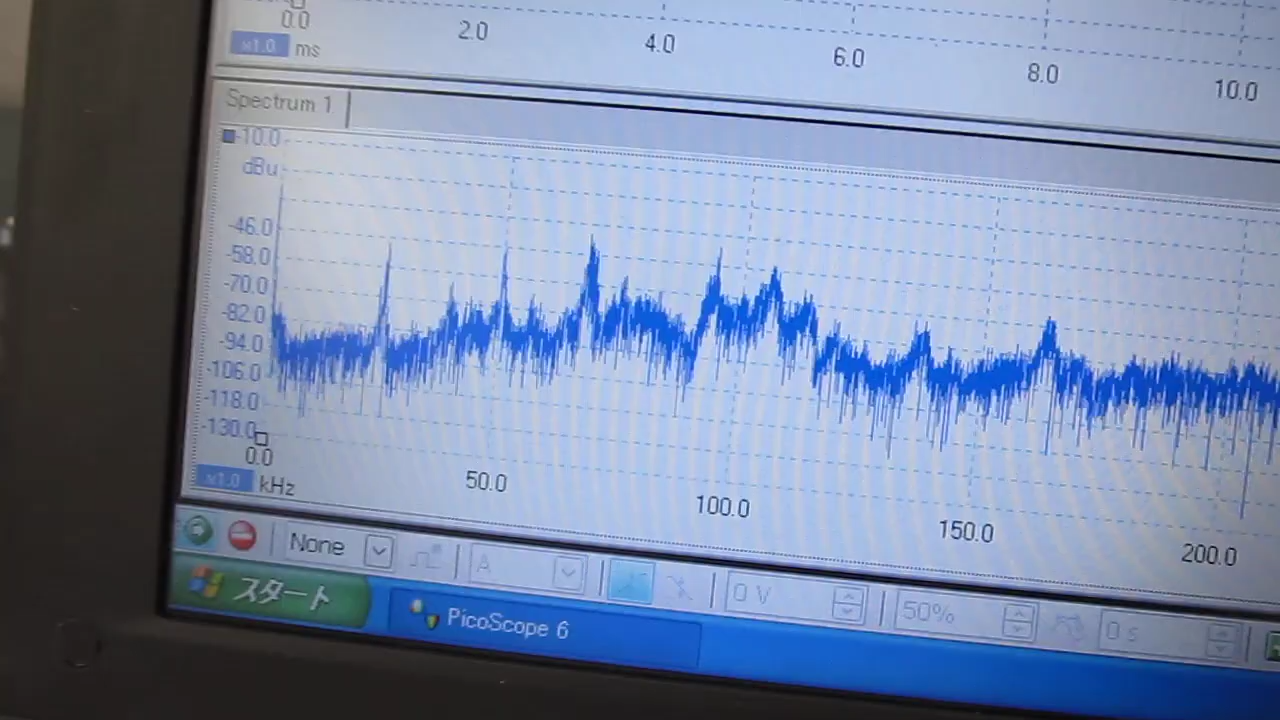 0.0 2.0 4.0 6.0 8.0 10.0
x1.0 ms
Spectrum 1
-10.0
dBu
-46.0
-58.0
-70.0
-82.0
-94.0
-106.0
-118.0
-130.0
0.0 50.0 100.0 150.0 200.0
x1.0 kHz
None A 0 V 50% 0 s
スタート PicoScope 6